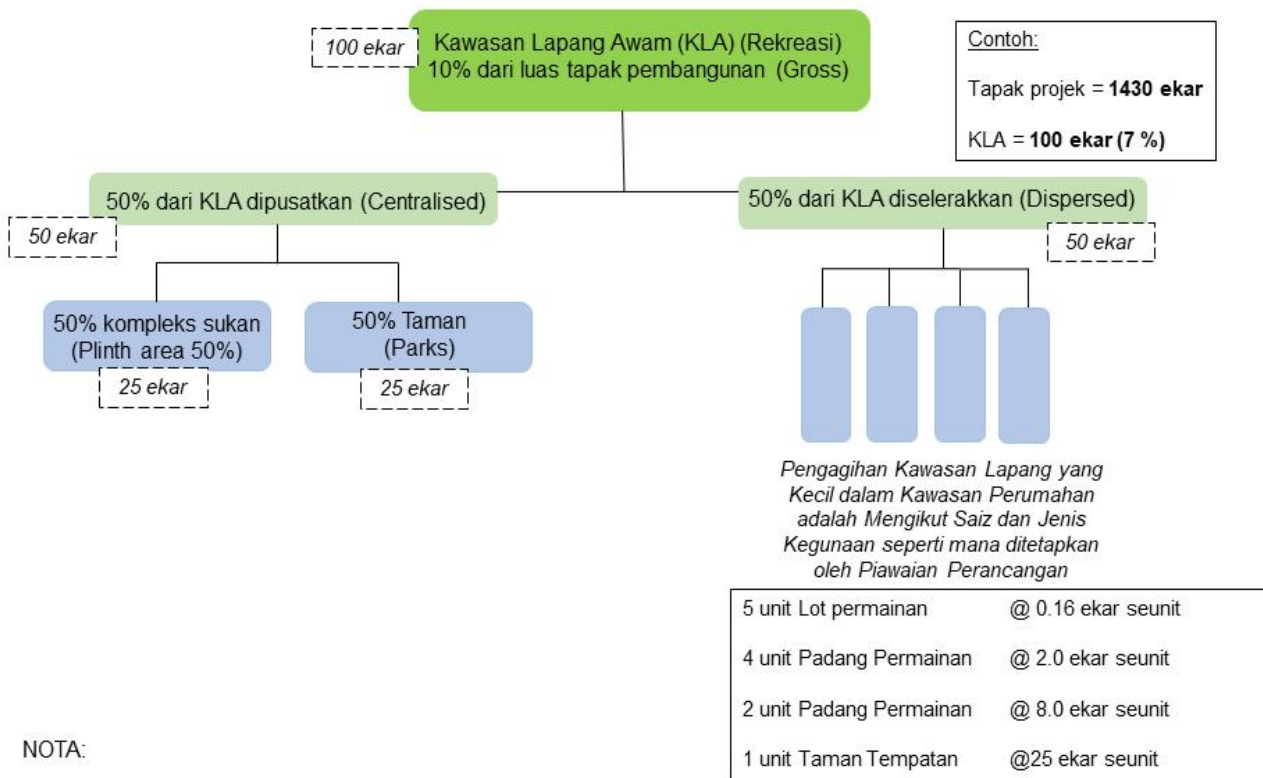 100 ekar
Kawasan Lapang Awam (KLA) (Rekreasi)
10% dari luas tapak pembangunan (Gross)
Contoh:
Tapak projek = 1430 ekar
KLA = 100 ekar (7 %)
50% dari KLA dipusatkan (Centralised)
50 ekar
50% dari KLA diselerakkan (Dispersed)
50 ekar
50% kompleks sukan
(Plinth area 50%)
25 ekar
50% Taman
(Parks)
25 ekar
Pengagihan Kawasan Lapang yang
Kecil dalam Kawasan Perumahan
adalah Mengikut Saiz dan Jenis
Kegunaan seperti mana ditetapkan
oleh Piawaian Perancangan
5 unit Lot permainan @ 0.16 ekar seunit
4 unit Padang Permainan @ 2.0 ekar seunit
2 unit Padang Permainan @ 8.0 ekar seunit
1 unit Taman Tempatan @25 ekar seunit
NOTA: